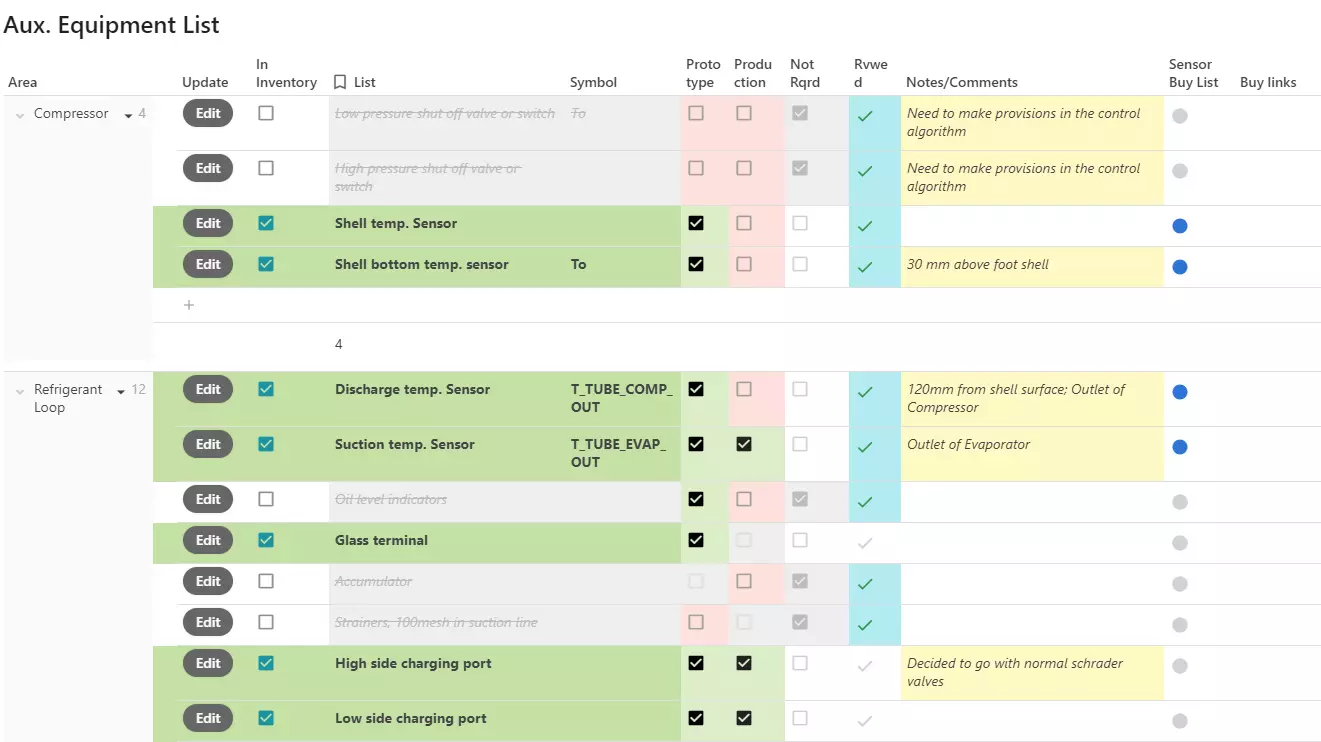 Aux. Equipment List
Area Update In Inventory List Symbol Proto type Produ ction Not Rqrd Rvwe d Notes/Comments Sensor Buy List Buy links
Compressor 4
Edit Low pressure shut off valve or switch To Need to make provisions in the control
algorithm
Edit High pressure shut off valve or Need to make provisions in the control
switch algorithm
Edit Shell temp. Sensor
Edit Shell bottom temp. sensor To 30 mm above foot shell
+
4
Refrigerant 12
Loop
Edit Discharge temp. Sensor T_TUBE_COMP_ 120mm from shell surface; Outlet of
OUT Compressor
Edit Suction temp. Sensor T_TUBE_EVAP_ Outlet of Evaporator
OUT
Edit Oil level indicators
Edit Glass terminal
Edit Accumulator
Edit Strainers, 100mesh in suction line
Edit High side charging port Decided to go with normal schrader
valves
Edit Low side charging port